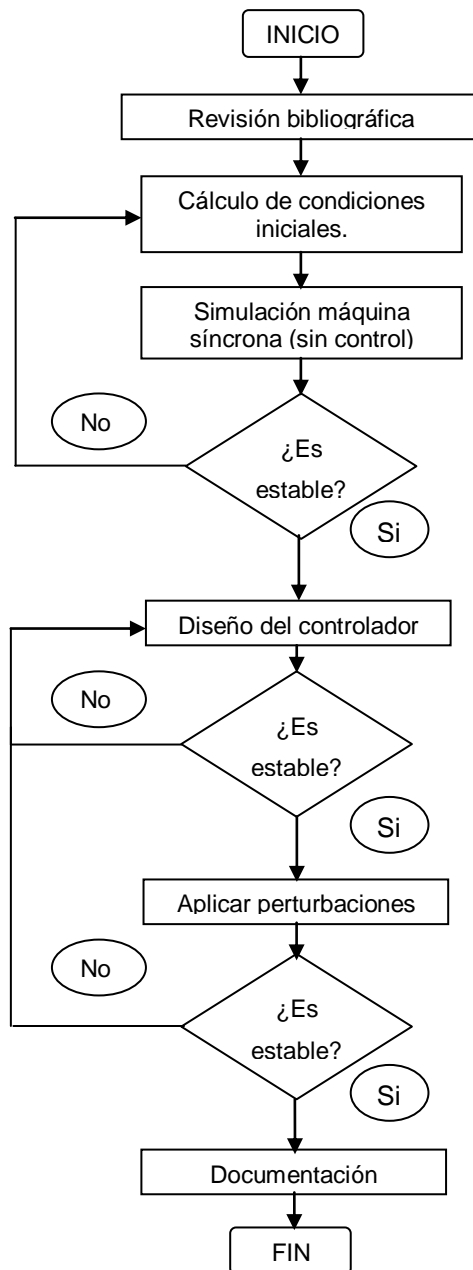 INICIO
Revisión bibliográfica
Cálculo de condiciones
iniciales.
Simulación máquina
síncrona (sin control)
No
¿Es
estable?
Si
Diseño del controlador
No
¿Es
estable?
Si
Aplicar perturbaciones
No
¿Es
estable?
Si
Documentación
FIN